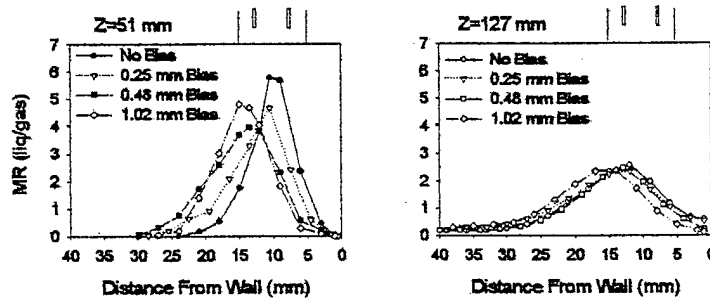 Z=51 mm
7
6
5
4
3
2
1
0
MR (liq/gas)
No Bias
0.25 mm Bias
0.48 mm Bias
1.02 mm Bias
40 35 30 25 20 15 10 5 0
Distance From Wall (mm)
Z=127 mm
7
6
5
4
3
2
1
0
No Bias
0.25 mm Bias
0.48 mm Bias
1.02 mm Bias
40 35 30 25 20 15 10 5 0
Distance From Wall (mm)